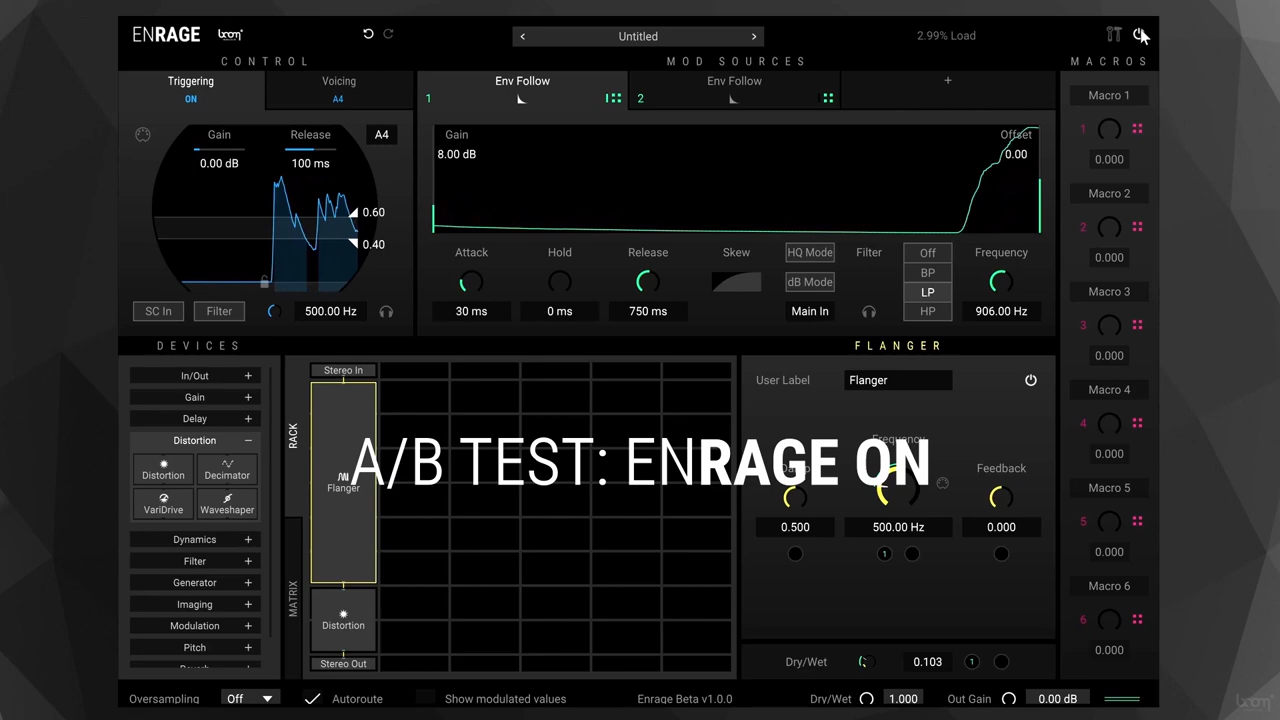 ENRAGE boom
Untitled
2.99% Load
CONTROL
MOD SOURCES
MACROS
Triggering
ON
Voicing
A4
Env Follow
1
Env Follow
2
+
Gain
0.00 dB
Release
100 ms
A4
0.60
0.40
SC In
Filter
500.00 Hz
Gain
8.00 dB
Offset
0.00
Attack
Hold
Release
Skew
HQ Mode
Filter
Off
Frequency
BP
dB Mode
LP
30 ms
0 ms
750 ms
Main In
HP
906.00 Hz
Macro 1
1
0.000
Macro 2
2
0.000
Macro 3
3
0.000
Macro 4
4
0.000
Macro 5
5
0.000
Macro 6
6
0.000
DEVICES
In/Out +
Gain +
Delay +
Distortion −
Distortion
Decimator
VariDrive
Waveshaper
Dynamics +
Filter +
Generator +
Imaging +
Modulation +
Pitch +
RACK
MATRIX
Stereo In
Flanger
Distortion
Stereo Out
A/B TEST: ENRAGE ON
FLANGER
User Label
Flanger
Frequency
Feedback
0.500
500.00 Hz
0.000
1
Dry/Wet
0.103
1
Oversampling
Off
Autoroute
Show modulated values
Enrage Beta v1.0.0
Dry/Wet
1.000
Out Gain
0.00 dB
boom